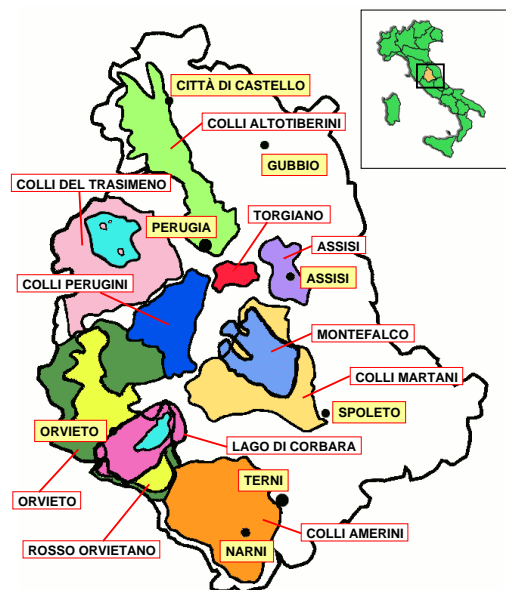 CITTÀ DI CASTELLO
COLLI ALTOTIBERINI
GUBBIO
COLLI DEL TRASIMENO
TORGIANO
PERUGIA
ASSISI
COLLI PERUGINI
ASSISI
MONTEFALCO
COLLI MARTANI
SPOLETO
ORVIETO
LAGO DI CORBARA
TERNI
ORVIETO
COLLI AMERINI
ROSSO ORVIETANO
NARNI